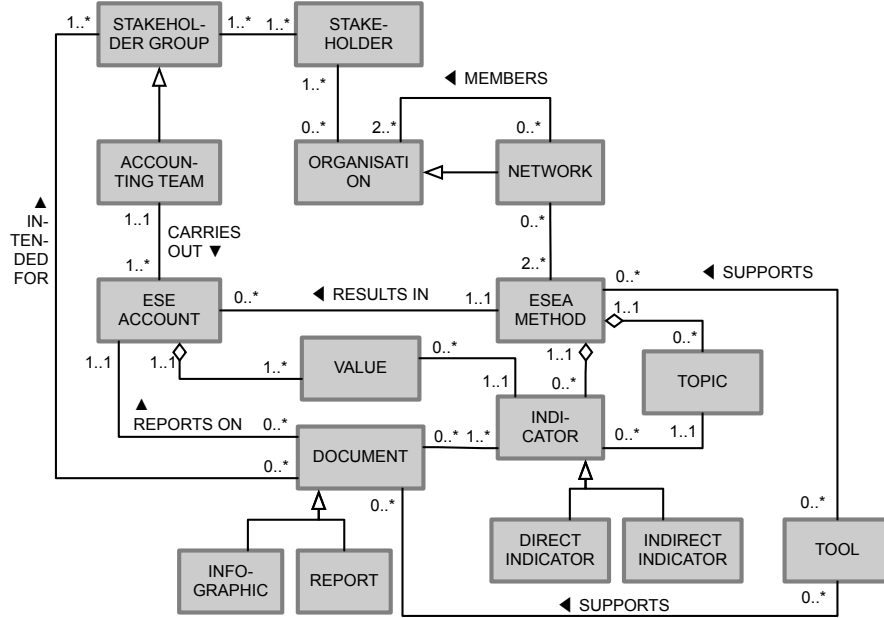 1..*
STAKEHOL-
DER GROUP
1..*
1..*
STAKE-
HOLDER
1..*
0..*
◄ MEMBERS
2..*
0..*
ACCOUN-
TING TEAM
ORGANISATI
ON
NETWORK
▲
IN-
TEN-
DED
FOR
1..1
CARRIES
OUT ▼
1..*
0..*
2..*
ESE
ACCOUNT
0..*
◄ RESULTS IN
1..1
ESEA
METHOD
0..*
◄ SUPPORTS
1..1
0..*
1..1
1..1
1..*
VALUE
0..*
1..1
1..1
0..*
TOPIC
▲
REPORTS ON
0..*
0..*
DOCUMENT
0..*
1..*
INDI-
CATOR
0..*
1..1
0..*
0..*
INFO-
GRAPHIC
REPORT
DIRECT
INDICATOR
INDIRECT
INDICATOR
TOOL
◄ SUPPORTS
0..*